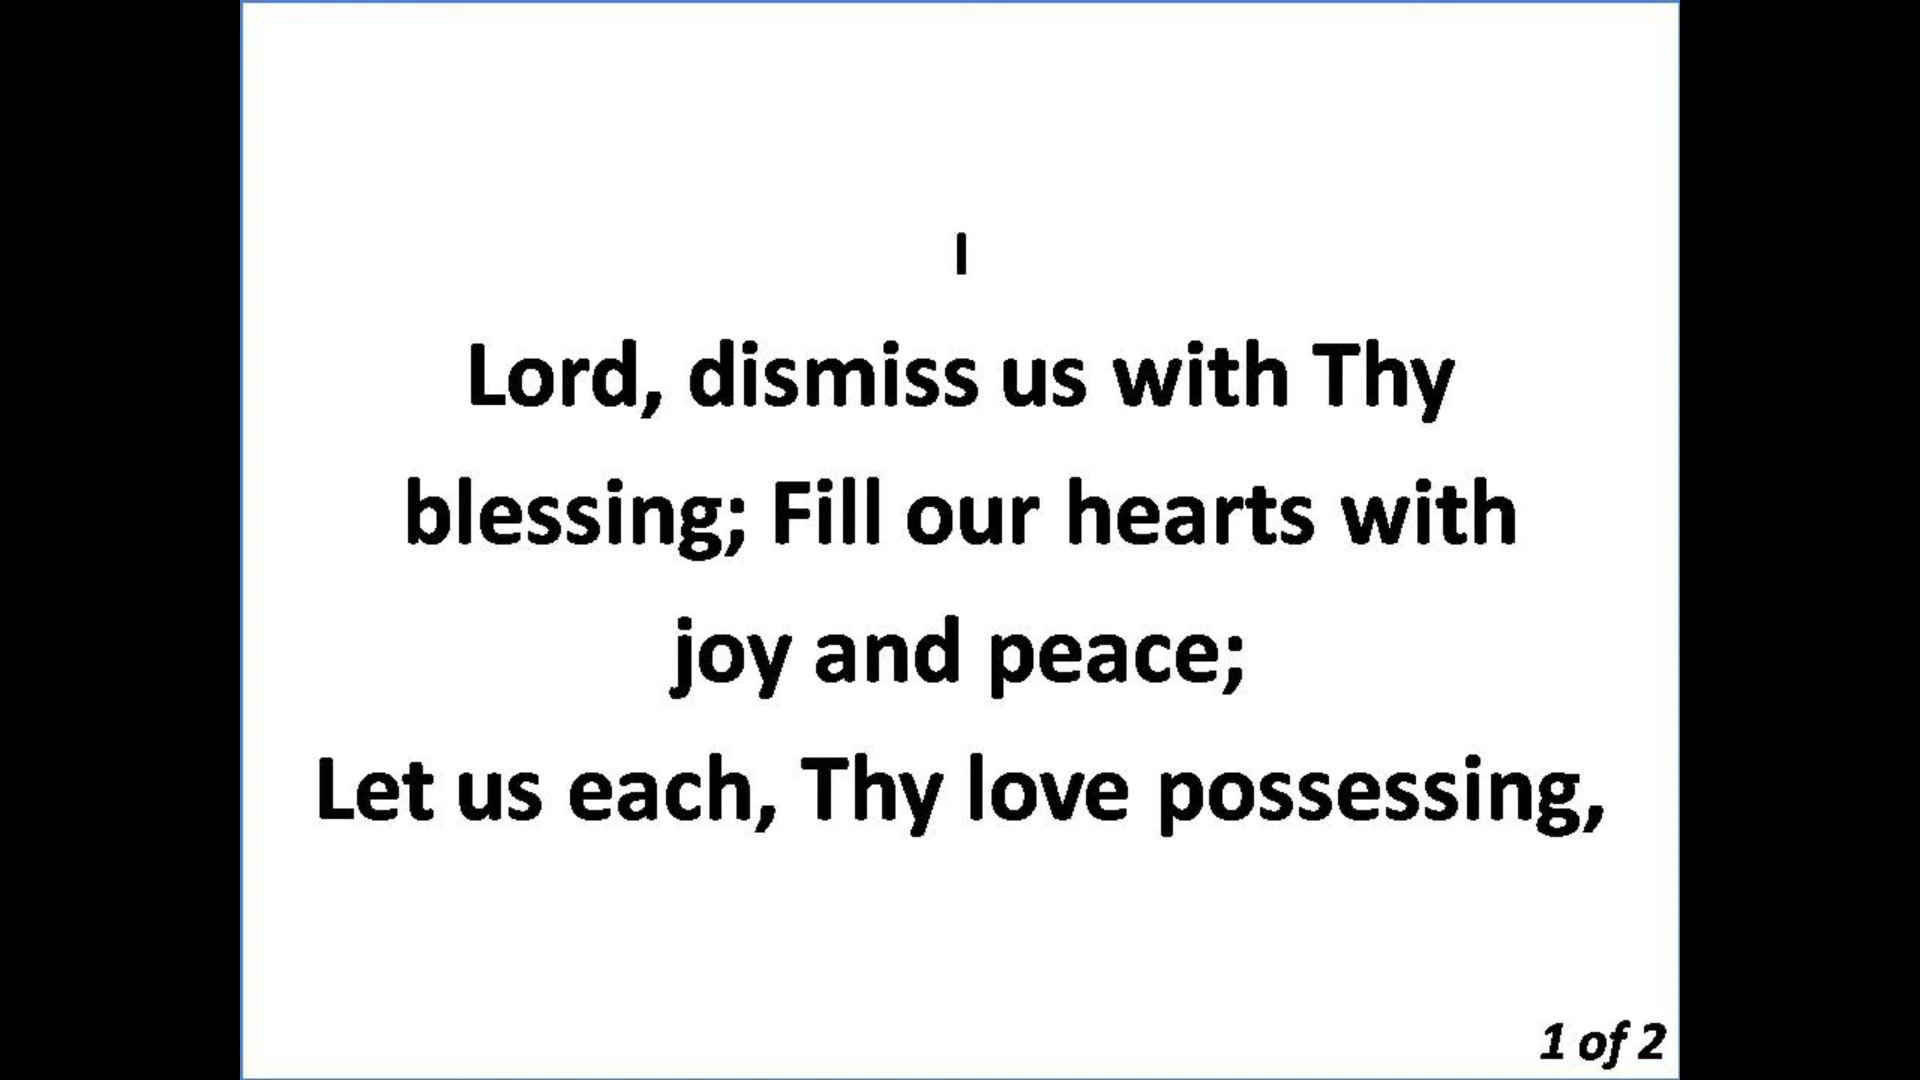 I
Lord, dismiss us with Thy
blessing; Fill our hearts with
joy and peace;
Let us each, Thy love possessing,
1 of 2